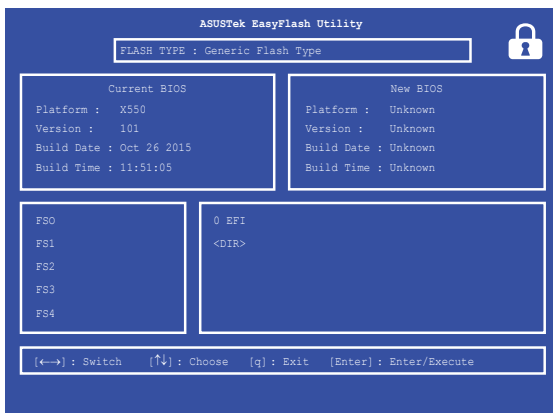 ASUSTek EasyFlash Utility
FLASH TYPE : Generic Flash Type
Current BIOS
Platform : X550
Version : 101
Build Date : Oct 26 2015
Build Time : 11:51:05
New BIOS
Platform : Unknown
Version : Unknown
Build Date : Unknown
Build Time : Unknown
FSO
FS1
FS2
FS3
FS4
0 EFI
<DIR>
[←→] : Switch [↑↓] : Choose [q] : Exit [Enter] : Enter/Execute